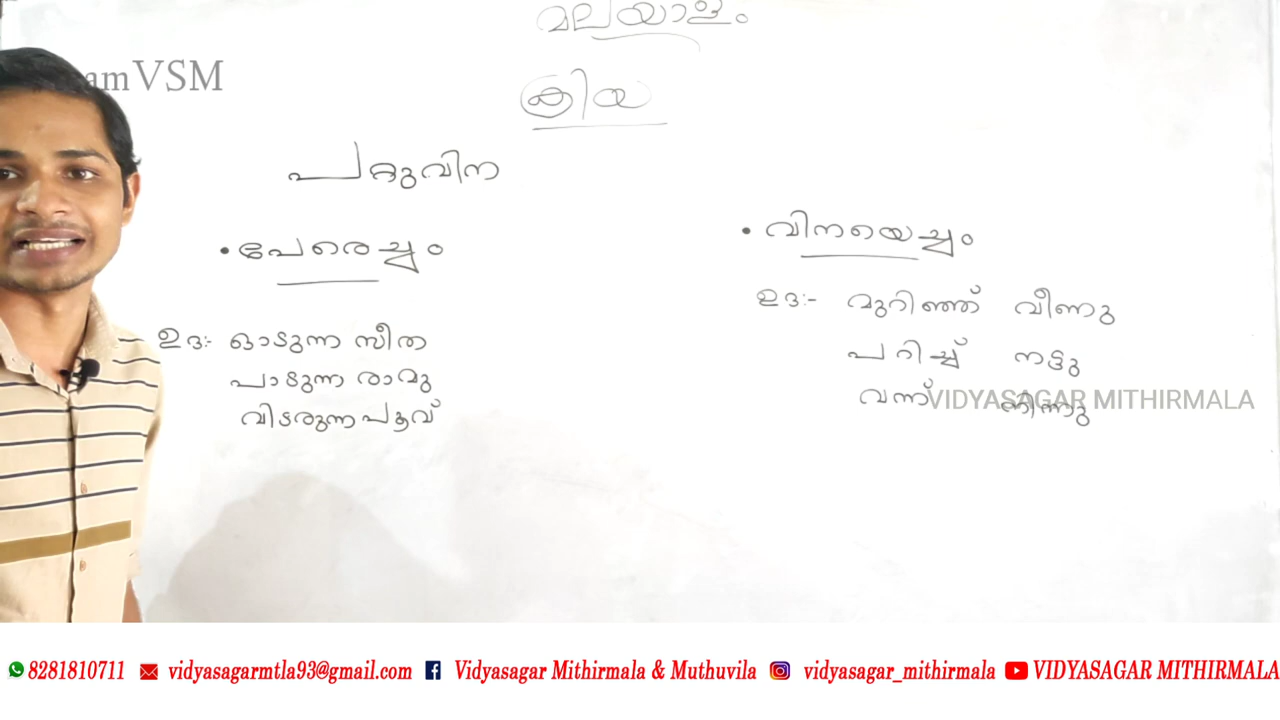 മലയാളം
amVSM
ക്രിയ
പറ്റുവിന
• പേരെച്ചം
ഉദാ:- ഓടുന്ന സീത
പാടുന്ന രാമു
വിടരുന്ന പൂവ്
• വിനയെച്ചം
ഉദാ:- മുറിഞ്ഞ് വീണു
പറിച്ച് നട്ടു
വന്ന് നിന്നു
VIDYASAGAR MITHIRMALA
8281810711 vidyasagarmtla93@gmail.com Vidyasagar Mithirmala & Muthuvila vidyasagar_mithirmala VIDYASAGAR MITHIRMALA